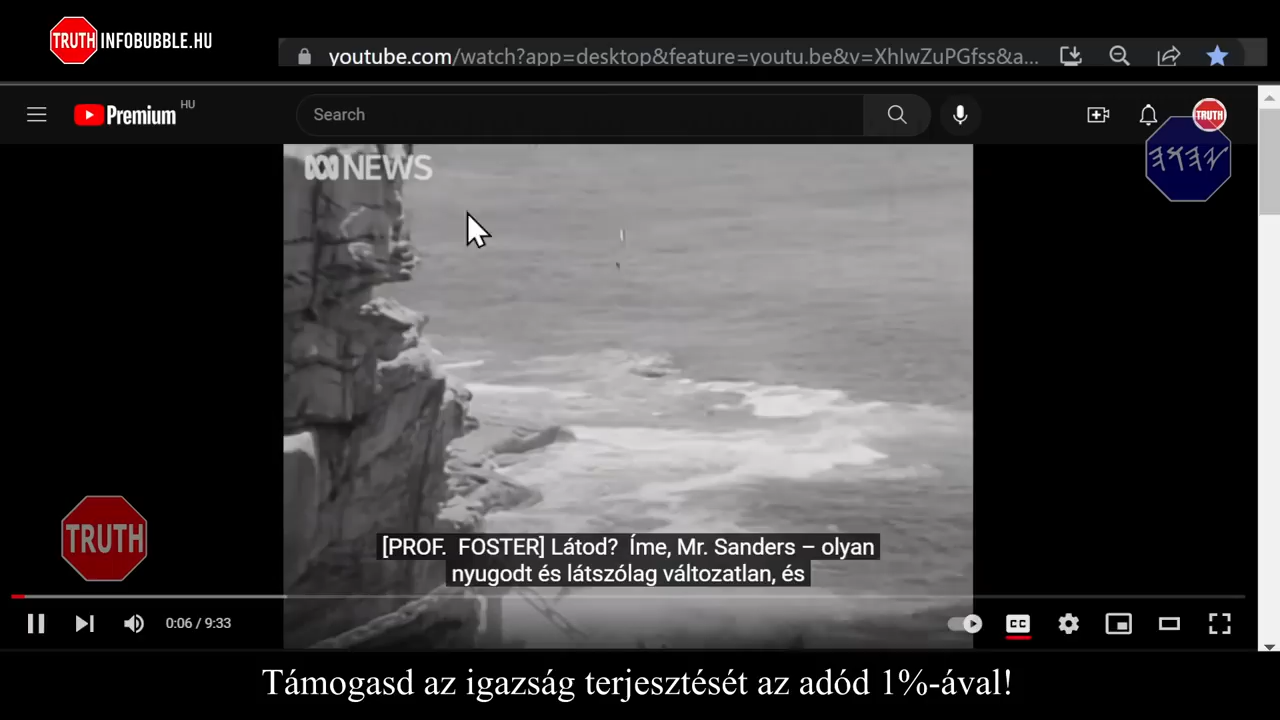 TRUTH INFOBUBBLE.HU
youtube.com/watch?app=desktop&feature=youtu.be&v=XhlwZuPGfss&a...
Premium HU
Search
TRUTH
𐤉𐤄𐤅𐤄
NEWS
TRUTH
[PROF. FOSTER] Látod? Íme, Mr. Sanders – olyan
nyugodt és látszólag változatlan, és
0:06 / 9:33
CC
Támogasd az igazság terjesztését az adód 1%-ával!